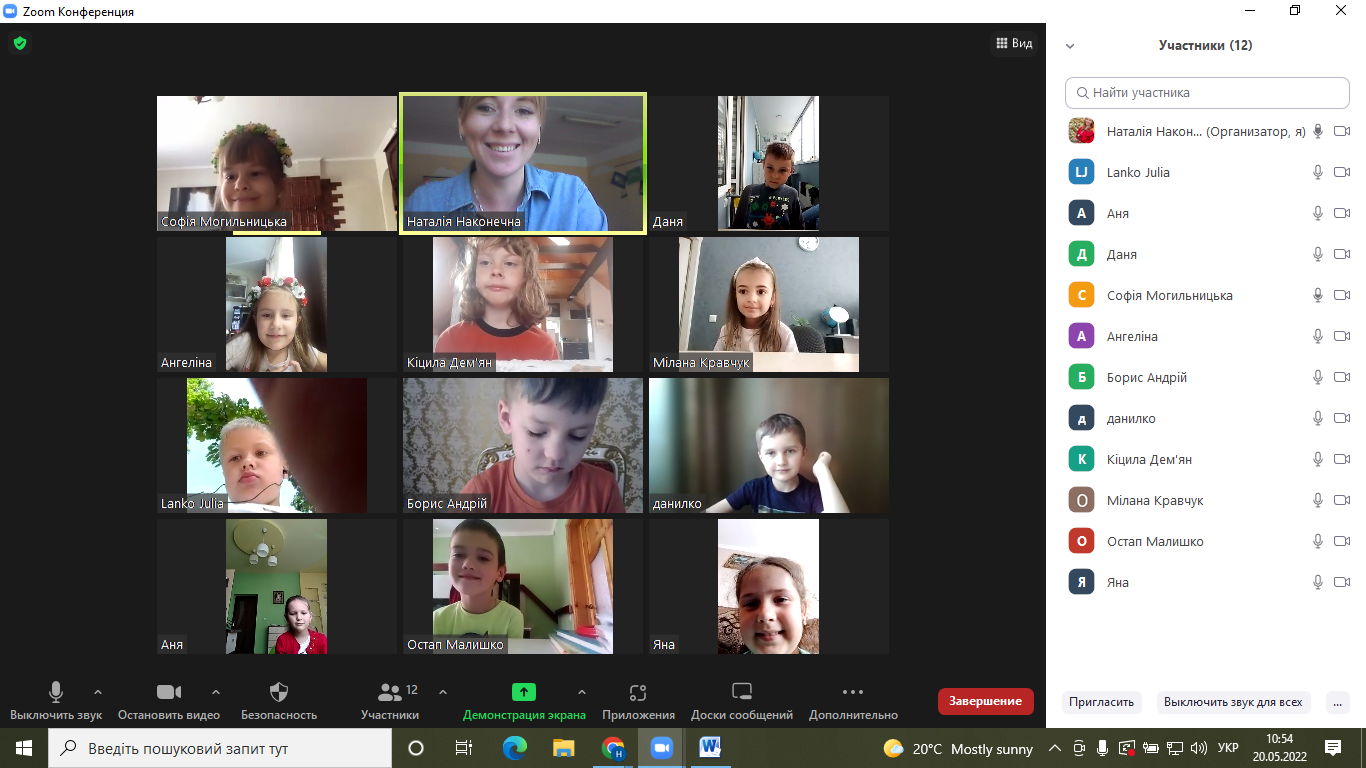 Zoom Конференция
Вид
Софія Могильницька
Наталія Наконечна
Даня
Ангеліна
Кіцила Дем'ян
Мілана Кравчук
Lanko Julia
Борис Андрій
данилко
Аня
Остап Малишко
Яна
Участники (12)
Найти участника
Наталія Након... (Организатор, я)
LJ Lanko Julia
А Аня
Д Даня
С Софія Могильницька
А Ангеліна
Б Борис Андрій
д данилко
К Кіцила Дем'ян
О Мілана Кравчук
О Остап Малишко
Я Яна
Пригласить
Выключить звук для всех
...
12
Выключить звук
Остановить видео
Безопасность
Участники
Демонстрация экрана
Приложения
Доски сообщений
Дополнительно
Завершение
Введіть пошуковий запит тут
20°C Mostly sunny
УКР
10:54
20.05.2022